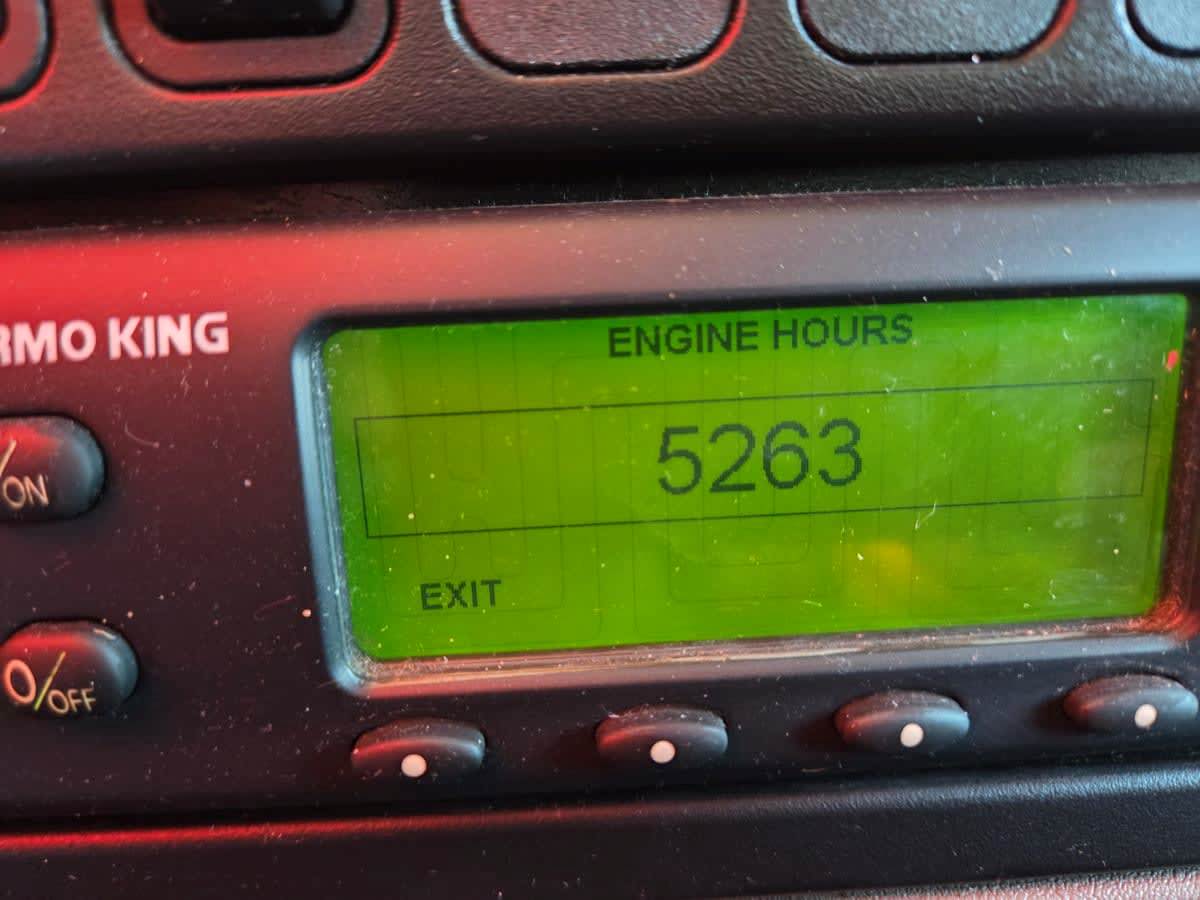 ENGINE HOURS
RMO KING
5263
/ON
EXIT
O/OFF